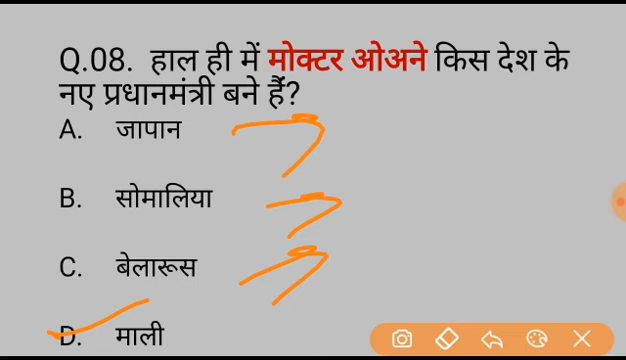 Q.08. हाल ही में मोक्टर ओअने किस देश के
नए प्रधानमंत्री बने हैं?
A. जापान
B. सोमालिया
C. बेलारूस
D. माली